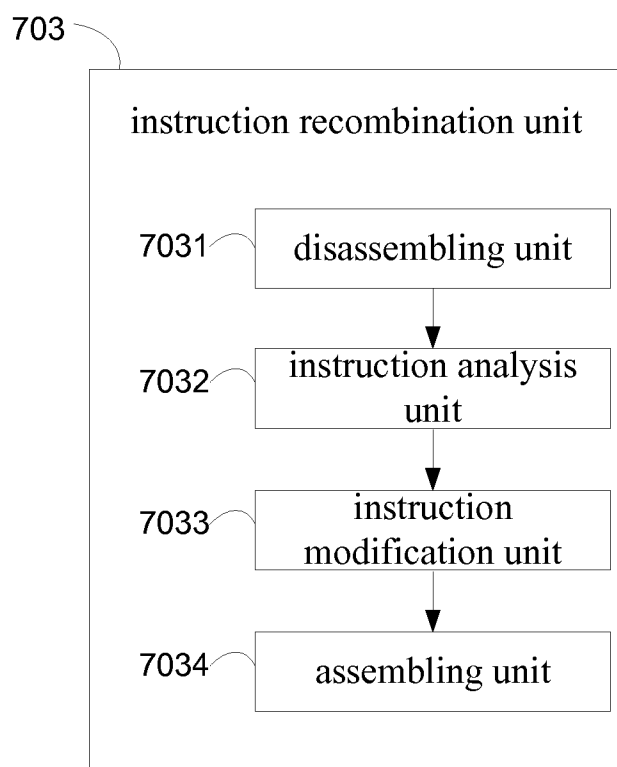 703
instruction recombination unit
7031
disassembling unit
7032
instruction analysis
unit
7033
instruction
modification unit
7034
assembling unit